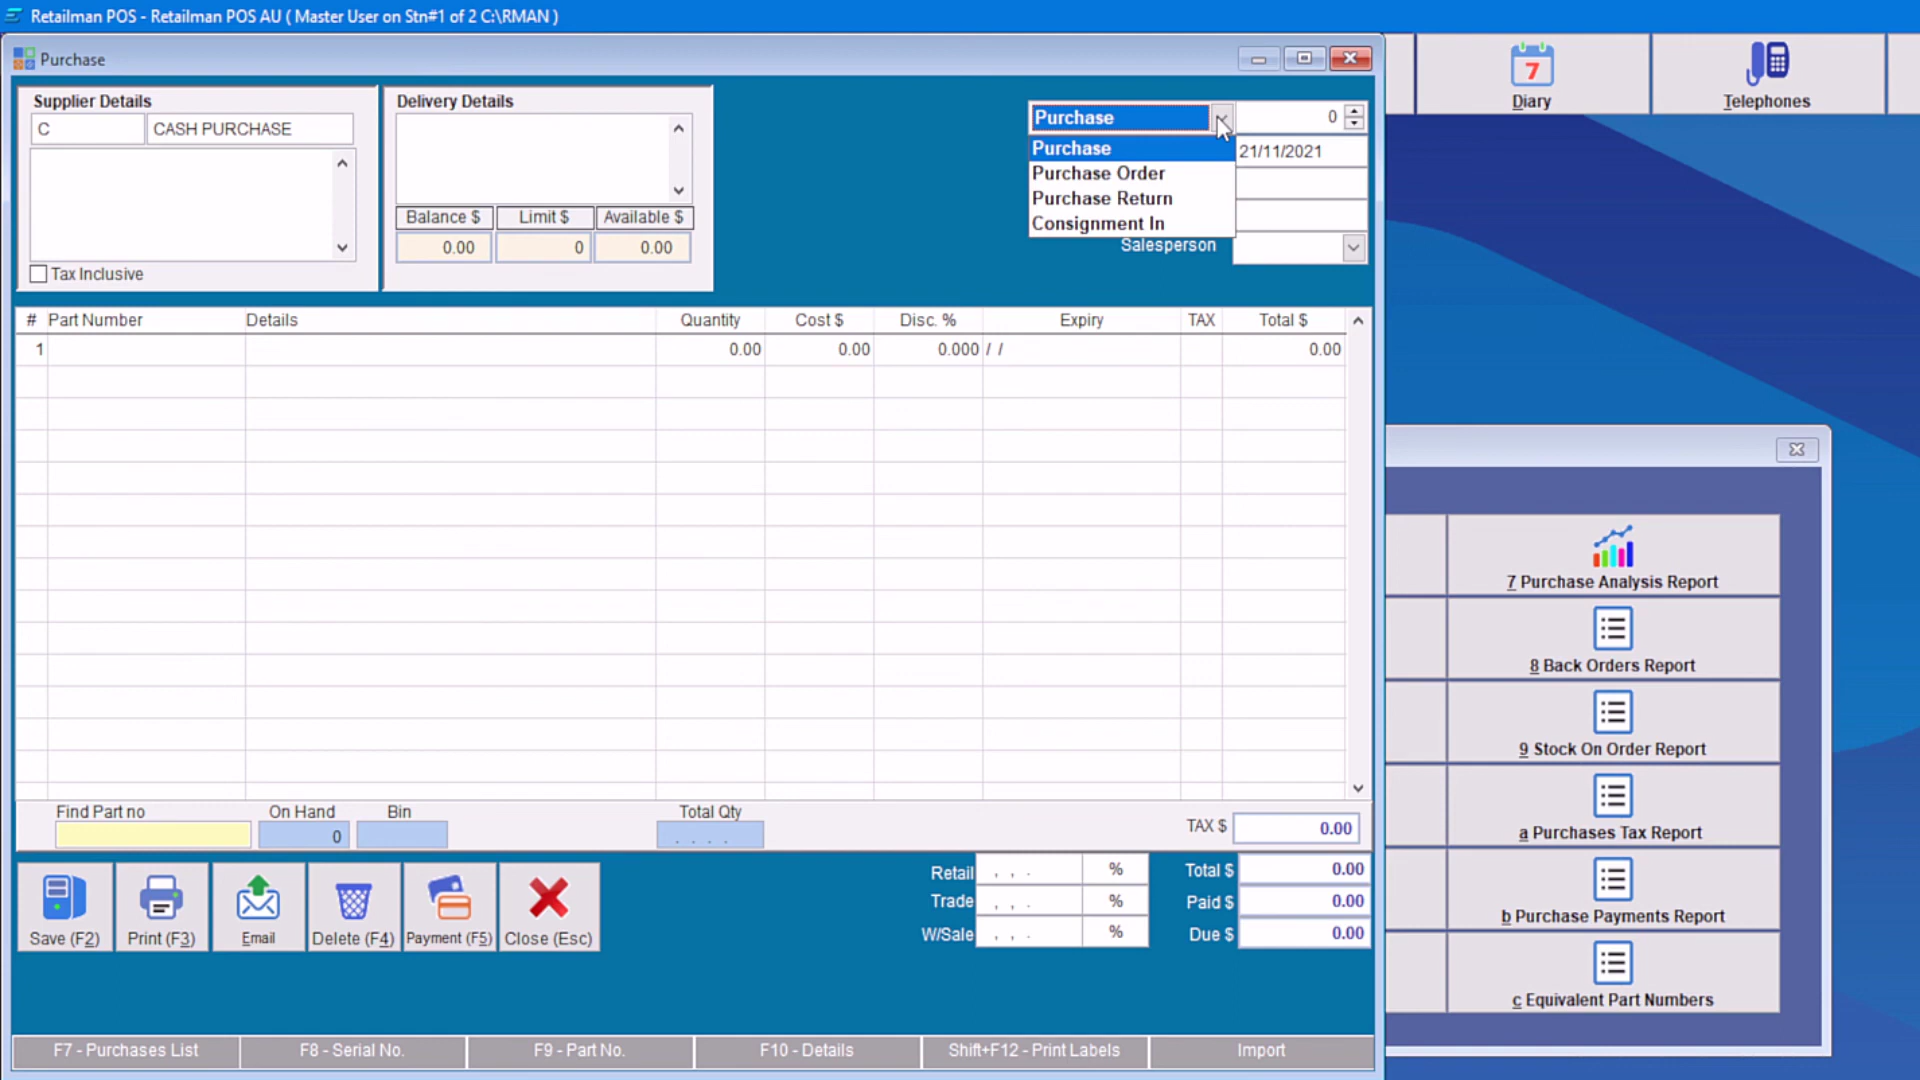 Retailman POS - Retailman POS AU ( Master User on Stn#1 of 2 C:\RMAN )
Purchase
7
Diary
Telephones
Supplier Details
C
CASH PURCHASE
Tax Inclusive
Delivery Details
Balance $
Limit $
Available $
0.00
0
0.00
Purchase
0
Purchase
21/11/2021
Purchase Order
Purchase Return
Consignment In
Salesperson
# Part Number
Details
Quantity
Cost $
Disc. %
Expiry
TAX
Total $
1
0.00
0.00
0.000
/ /
0.00
Find Part no
On Hand
Bin
Total Qty
0
. . . .
TAX $
0.00
Retail
, , .
%
Total $
0.00
Trade
, , .
%
Paid $
0.00
W/Sale
, , .
%
Due $
0.00
Save (F2)
Print (F3)
Email
Delete (F4)
Payment (F5)
Close (Esc)
F7 - Purchases List
F8 - Serial No.
F9 - Part No.
F10 - Details
Shift+F12 - Print Labels
Import
7 Purchase Analysis Report
8 Back Orders Report
9 Stock On Order Report
a Purchases Tax Report
b Purchase Payments Report
c Equivalent Part Numbers